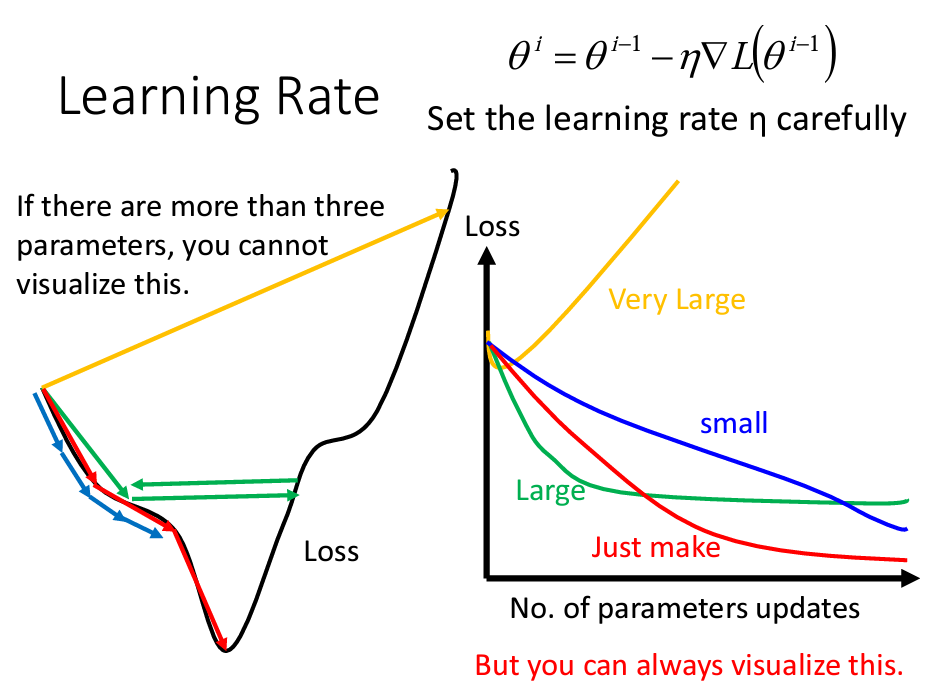 Learning Rate
θ^i = θ^{i−1} − η∇L(θ^{i−1})
Set the learning rate η carefully
If there are more than three
parameters, you cannot
visualize this.
Loss
Loss
Very Large
small
Large
Just make
No. of parameters updates
But you can always visualize this.